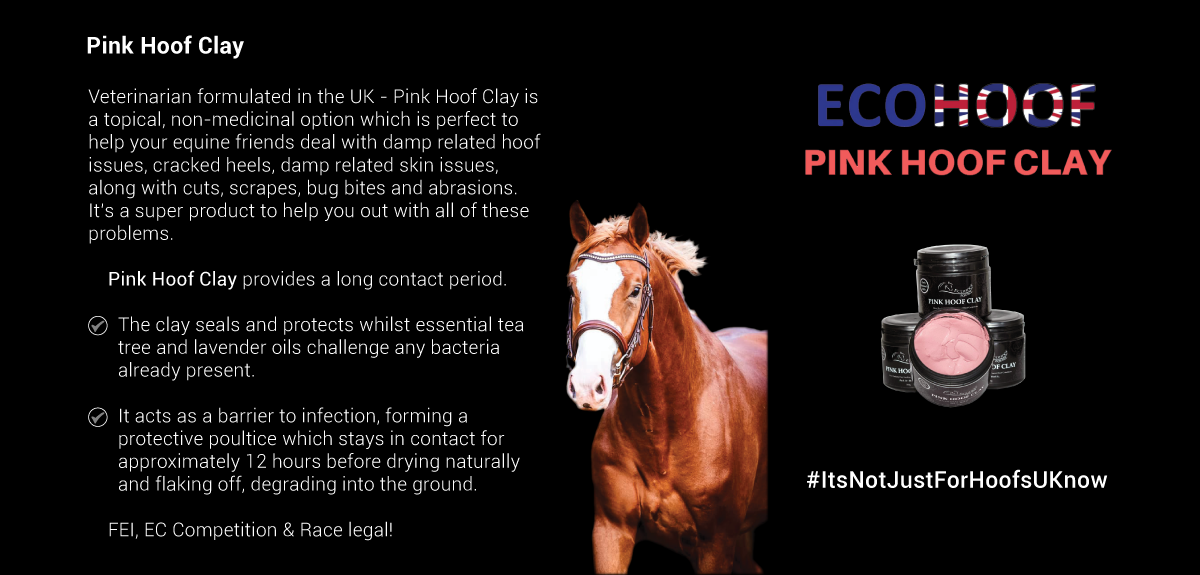 Pink Hoof Clay
Veterinarian formulated in the UK - Pink Hoof Clay is
a topical, non-medicinal option which is perfect to
help your equine friends deal with damp related hoof
issues, cracked heels, damp related skin issues,
along with cuts, scrapes, bug bites and abrasions.
It's a super product to help you out with all of these
problems.
Pink Hoof Clay provides a long contact period.
The clay seals and protects whilst essential tea
tree and lavender oils challenge any bacteria
already present.
It acts as a barrier to infection, forming a
protective poultice which stays in contact for
approximately 12 hours before drying naturally
and flaking off, degrading into the ground.
FEI, EC Competition & Race legal!
ECOHOOF
PINK HOOF CLAY
PINK HOOF CLAY
PINK HOO
OF CLAY
PINK HOOF CLAY
#ItsNotJustForHoofsUKnow